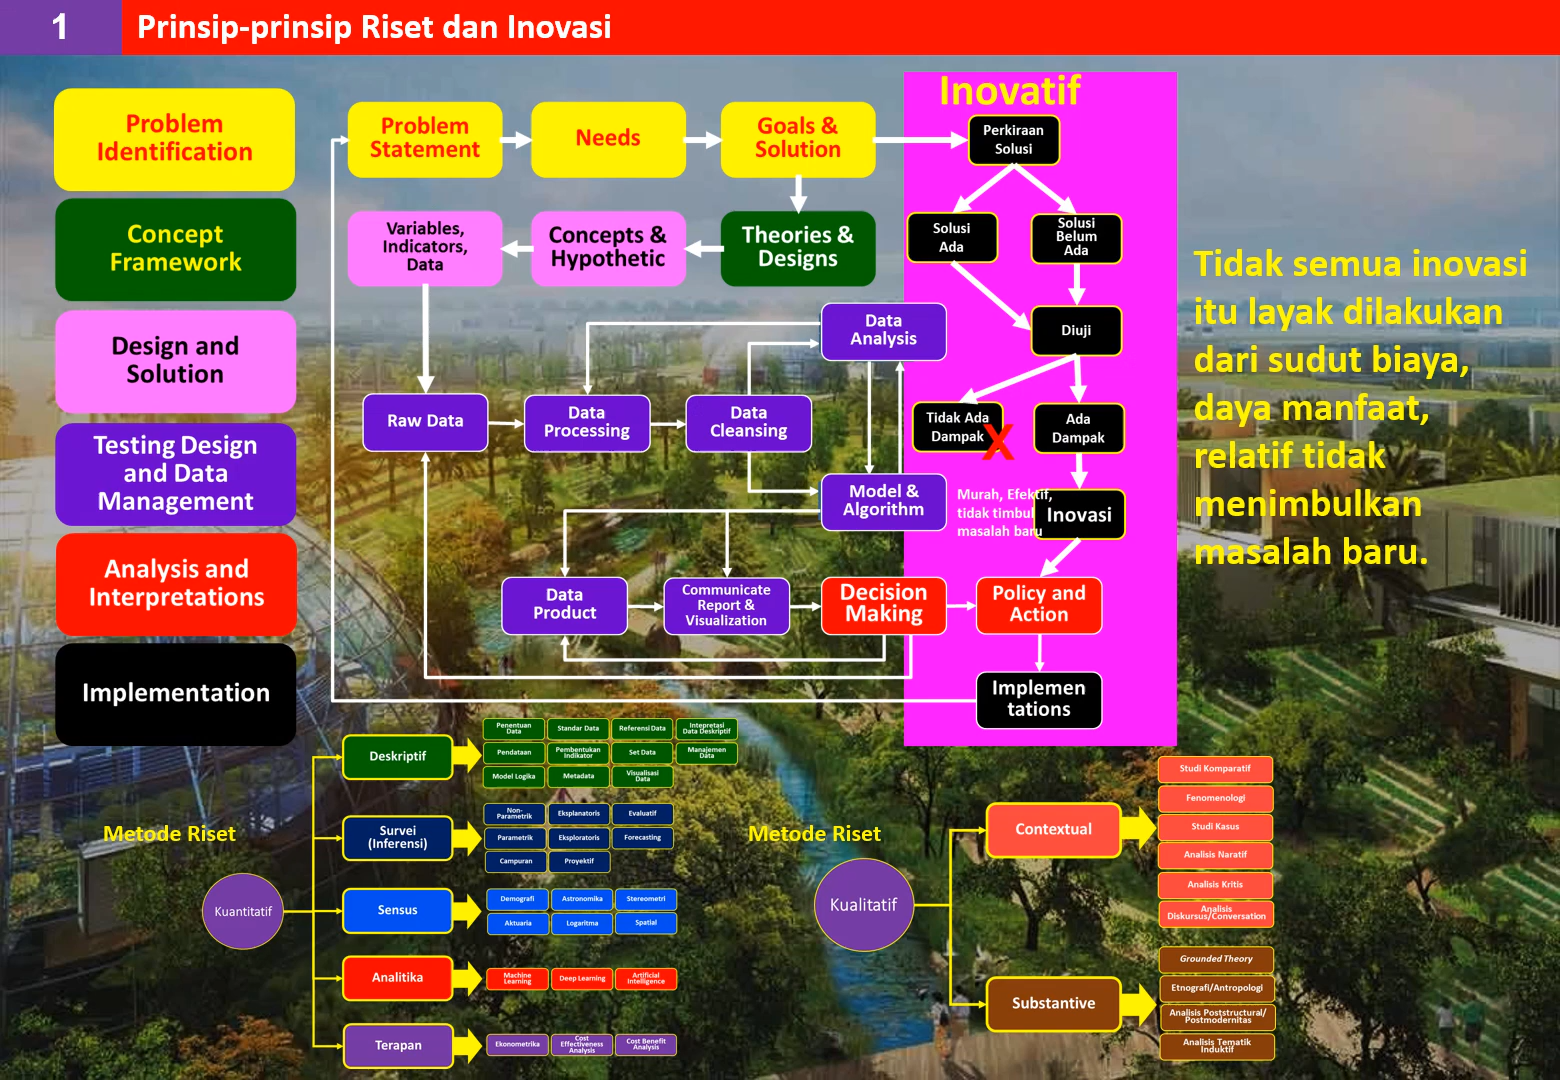 1
Prinsip-prinsip Riset dan Inovasi
Problem
Identification
Concept
Framework
Design and
Solution
Testing Design
and Data
Management
Analysis and
Interpretations
Implementation
Problem
Statement
Needs
Goals &
Solution
Variables,
Indicators,
Data
Concepts &
Hypothetic
Theories &
Designs
Data
Analysis
Raw Data
Data
Processing
Data
Cleansing
Model &
Algorithm
Data
Product
Communicate
Report &
Visualization
Decision
Making
Policy and
Action
Implemen
tations
Inovatif
Perkiraan
Solusi
Solusi
Ada
Solusi
Belum
Ada
Diuji
Tidak Ada
Dampak
X
Ada
Dampak
Murah, Efektif,
tidak timbul
masalah baru
Inovasi
Tidak semua inovasi
itu layak dilakukan
dari sudut biaya,
daya manfaat,
relatif tidak
menimbulkan
masalah baru.
Metode Riset
Kuantitatif
Deskriptif
Penentuan
Data
Standar Data
Referensi Data
Intepretasi
Data Deskriptif
Pendataan
Pembentukan
Indikator
Set Data
Manajemen
Data
Model Logika
Metadata
Visualisasi
Data
Survei
(Inferensi)
Non-
Parametrik
Eksplanatoris
Evaluatif
Parametrik
Eksploratoris
Forecasting
Campuran
Proyektif
Sensus
Demografi
Astronomika
Stereometri
Aktuaria
Logaritma
Spatial
Analitika
Machine
Learning
Deep Learning
Artificial
Intelligence
Terapan
Ekonometrika
Cost
Effectiveness
Analysis
Cost Benefit
Analysis
Metode Riset
Kualitatif
Contextual
Studi Komparatif
Fenomenologi
Studi Kasus
Analisis Naratif
Analisis Kritis
Analisis
Diskursus/Conversation
Substantive
Grounded Theory
Etnografi/Antropologi
Analisis Poststructural/
Postmodernitas
Analisis Tematik
Induktif